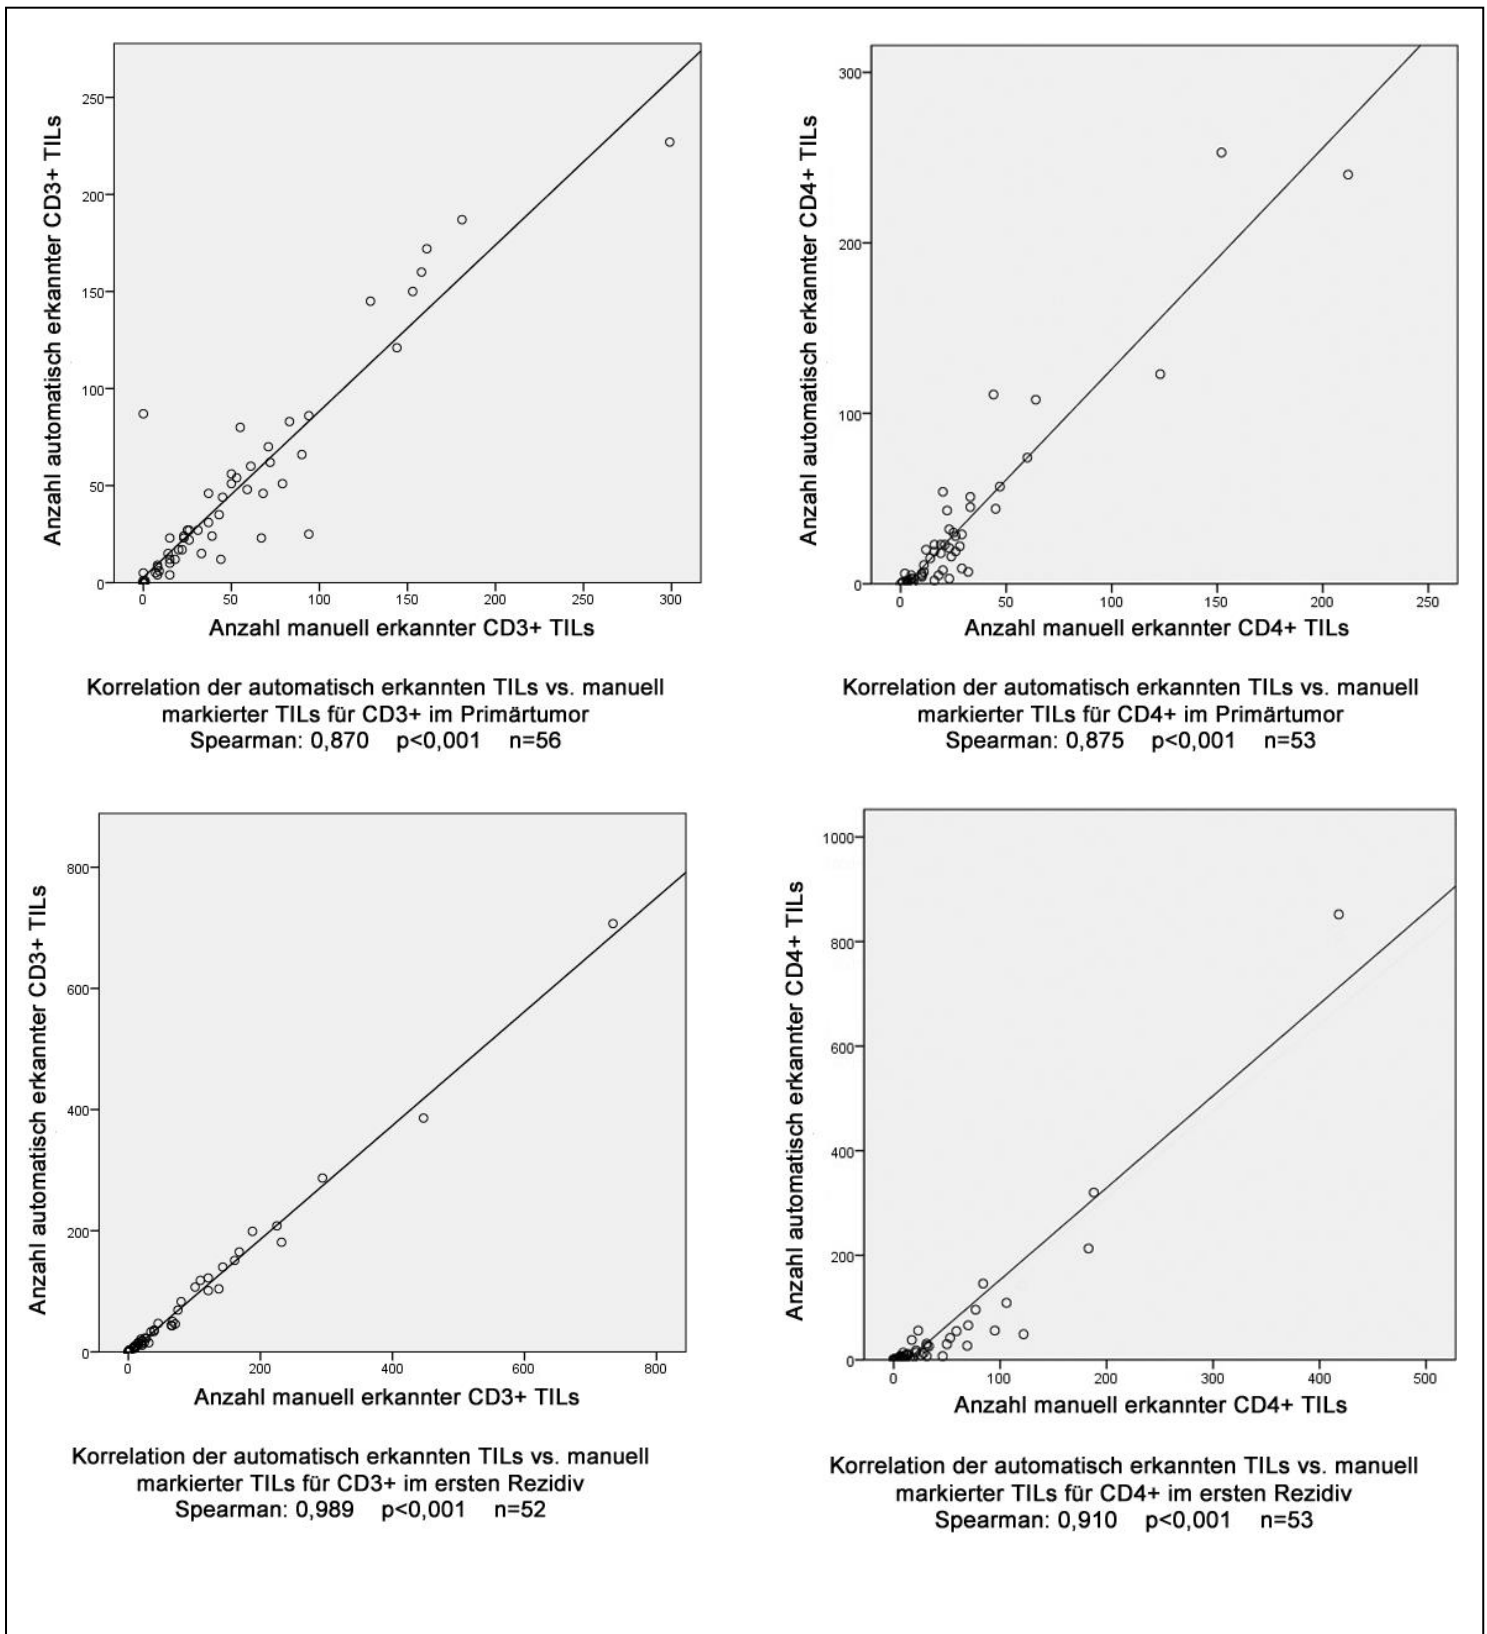 Anzahl automatisch erkannter CD3+ TILs
250
200
150
100
50
0
0 50 100 150 200 250 300
Anzahl manuell erkannter CD3+ TILs
Korrelation der automatisch erkannten TILs vs. manuell
markierter TILs für CD3+ im Primärtumor
Spearman: 0,870 p<0,001 n=56
Anzahl automatisch erkannter CD4+ TILs
300
200
100
0
0 50 100 150 200 250
Anzahl manuell erkannter CD4+ TILs
Korrelation der automatisch erkannten TILs vs. manuell
markierter TILs für CD4+ im Primärtumor
Spearman: 0,875 p<0,001 n=53
Anzahl automatisch erkannter CD3+ TILs
800
600
400
200
0
0 200 400 600 800
Anzahl manuell erkannter CD3+ TILs
Korrelation der automatisch erkannten TILs vs. manuell
markierter TILs für CD3+ im ersten Rezidiv
Spearman: 0,989 p<0,001 n=52
Anzahl automatisch erkannter CD4+ TILs
1000
800
600
400
200
0
0 100 200 300 400 500
Anzahl manuell erkannter CD4+ TILs
Korrelation der automatisch erkannten TILs vs. manuell
markierter TILs für CD4+ im ersten Rezidiv
Spearman: 0,910 p<0,001 n=53